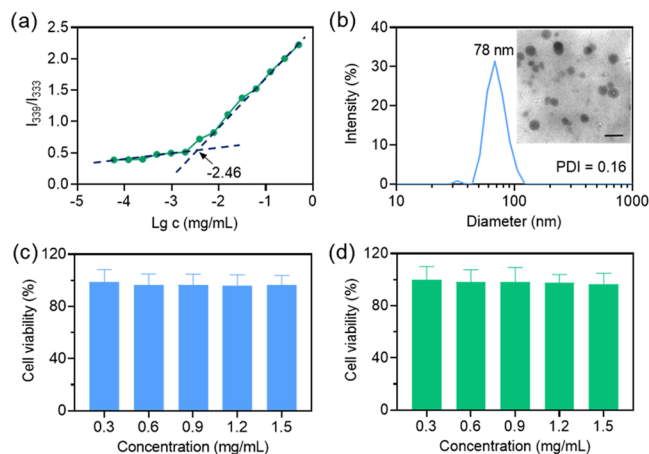 (a)
I339/I333
2.5
2.0
1.5
1.0
0.5
0.0
-2.46
-5
-4
-3
-2
-1
0
Lg c (mg/mL)
(b)
Intensity (%)
40
30
20
10
0
78 nm
PDI = 0.16
10
100
1000
Diameter (nm)
(c)
Cell viability (%)
120
80
40
0
0.3
0.6
0.9
1.2
1.5
Concentration (mg/mL)
(d)
Cell viability (%)
120
80
40
0
0.3
0.6
0.9
1.2
1.5
Concentration (mg/mL)